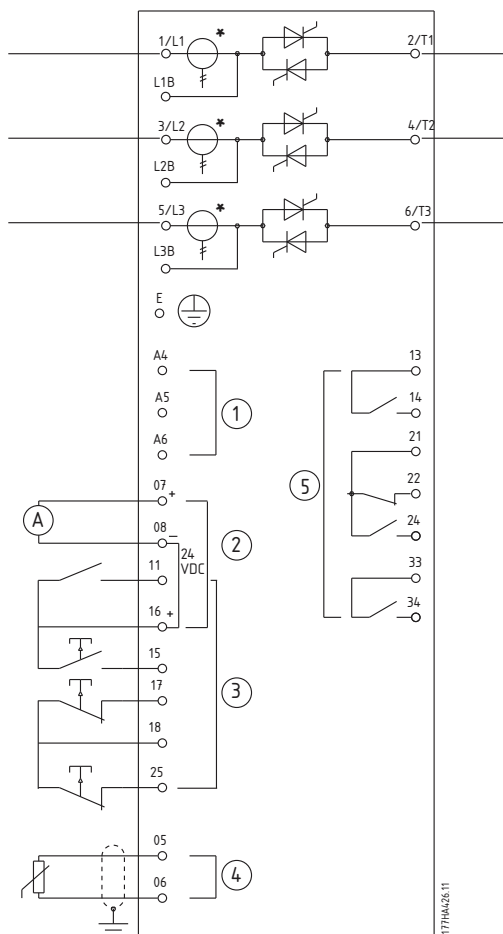 1/L1
*
2/T1
L1B
3/L2
*
4/T2
L2B
5/L3
*
6/T3
L3B
E
A4
A5
A6
1
07 +
A
08 −
2
24
VDC
11
16 +
15
17
3
18
25
05
4
06
13
14
21
5
22
24
33
34
177HA426.11